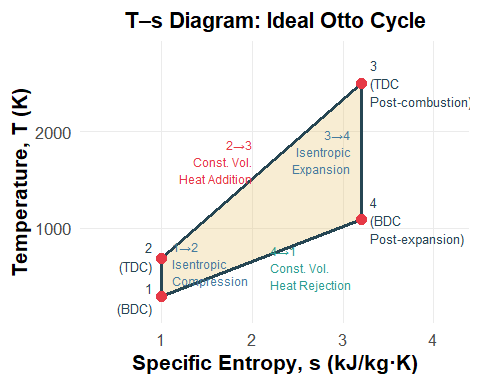 T–s Diagram: Ideal Otto Cycle
Temperature, T (K)
2000
1000
3
(TDC
Post-combustion)
2→3
Const. Vol.
Heat Addition
3→4
Isentropic
Expansion
4
(BDC
Post-expansion)
2
(TDC)
1→2
Isentropic
Compression
4→1
Const. Vol.
Heat Rejection
1
(BDC)
1
2
3
4
Specific Entropy, s (kJ/kg·K)